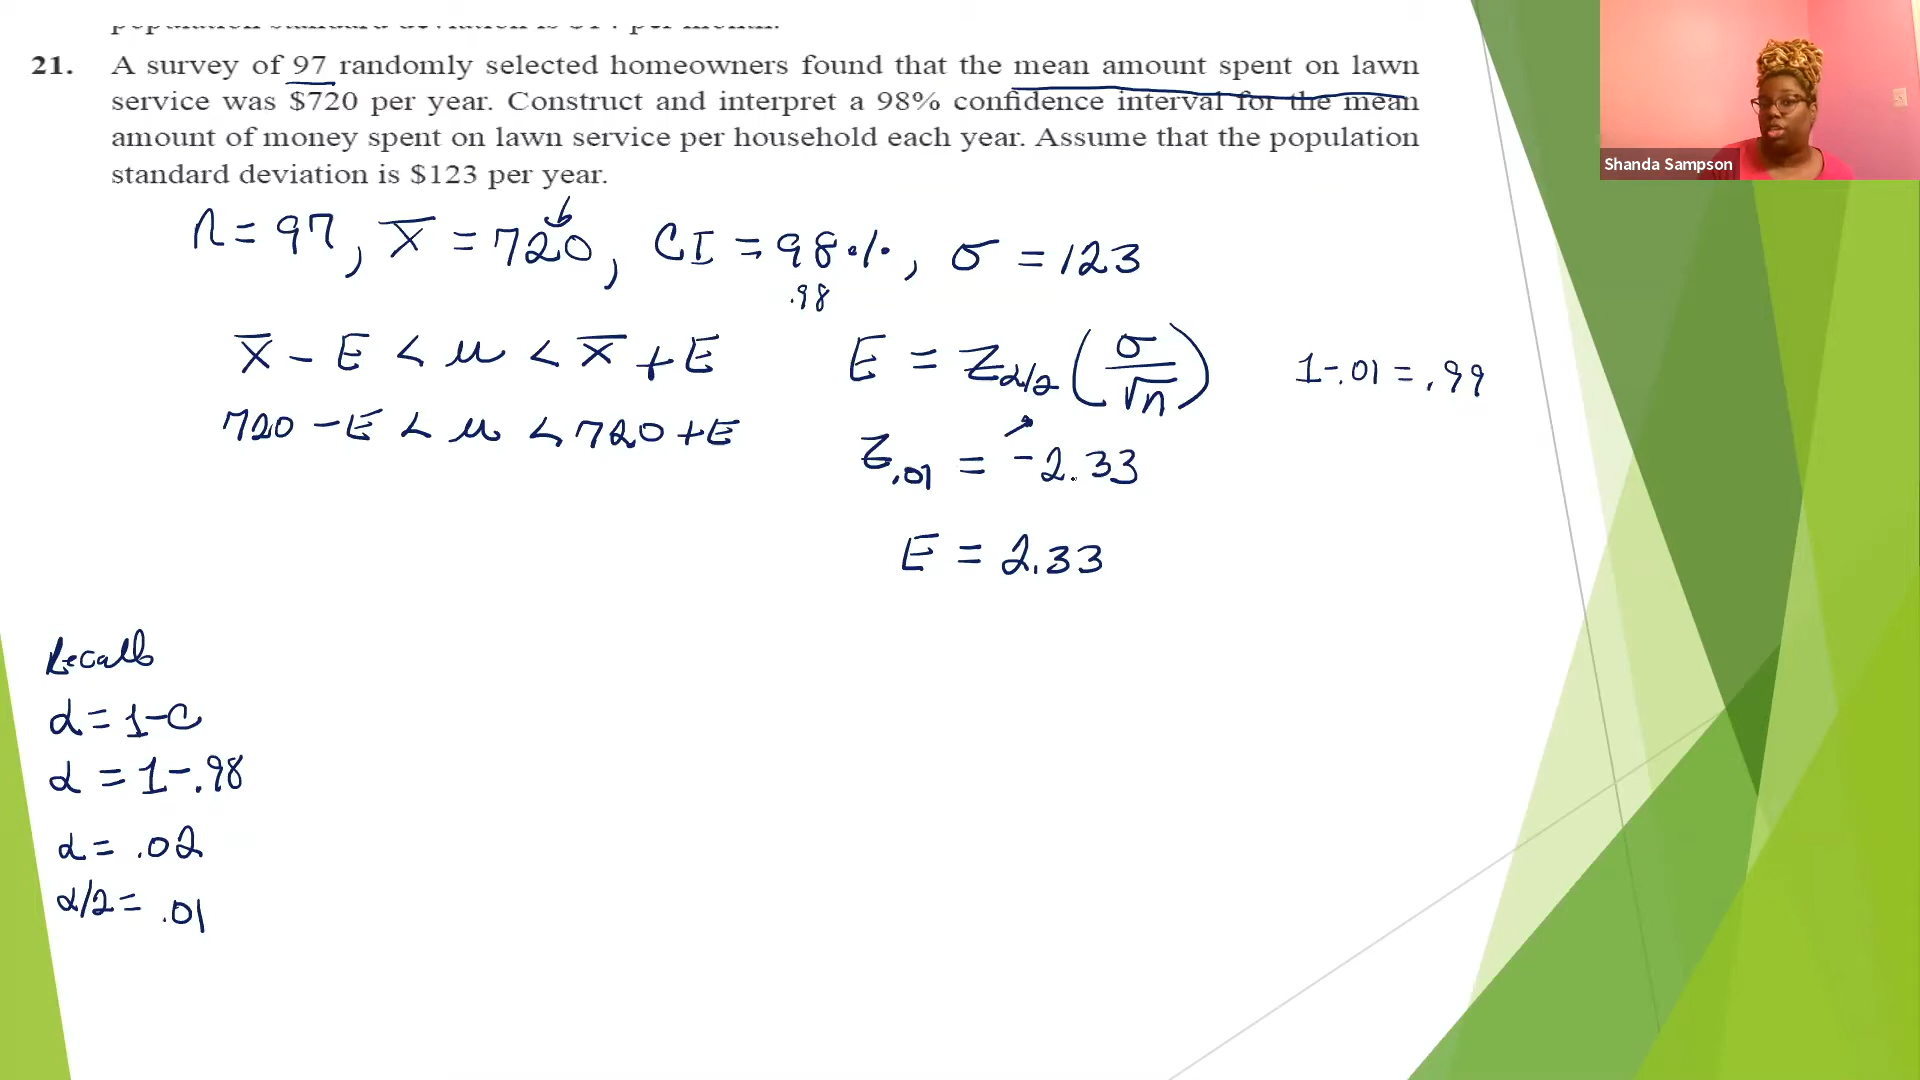 21. A survey of 97 randomly selected homeowners found that the mean amount spent on lawn
service was $720 per year. Construct and interpret a 98% confidence interval for the mean
amount of money spent on lawn service per household each year. Assume that the population
standard deviation is $123 per year.
Shanda Sampson
n = 97, x̄ = 720, CI = 98%, σ = 123
.98
x̄ - E < μ < x̄ + E
E = Zα/2 (σ/√n)
1-.01 = .99
720 - E < μ < 720 + E
Z.01 = -2.33
E = 2.33
Recall
α = 1-C
α = 1-.98
α = .02
α/2 = .01